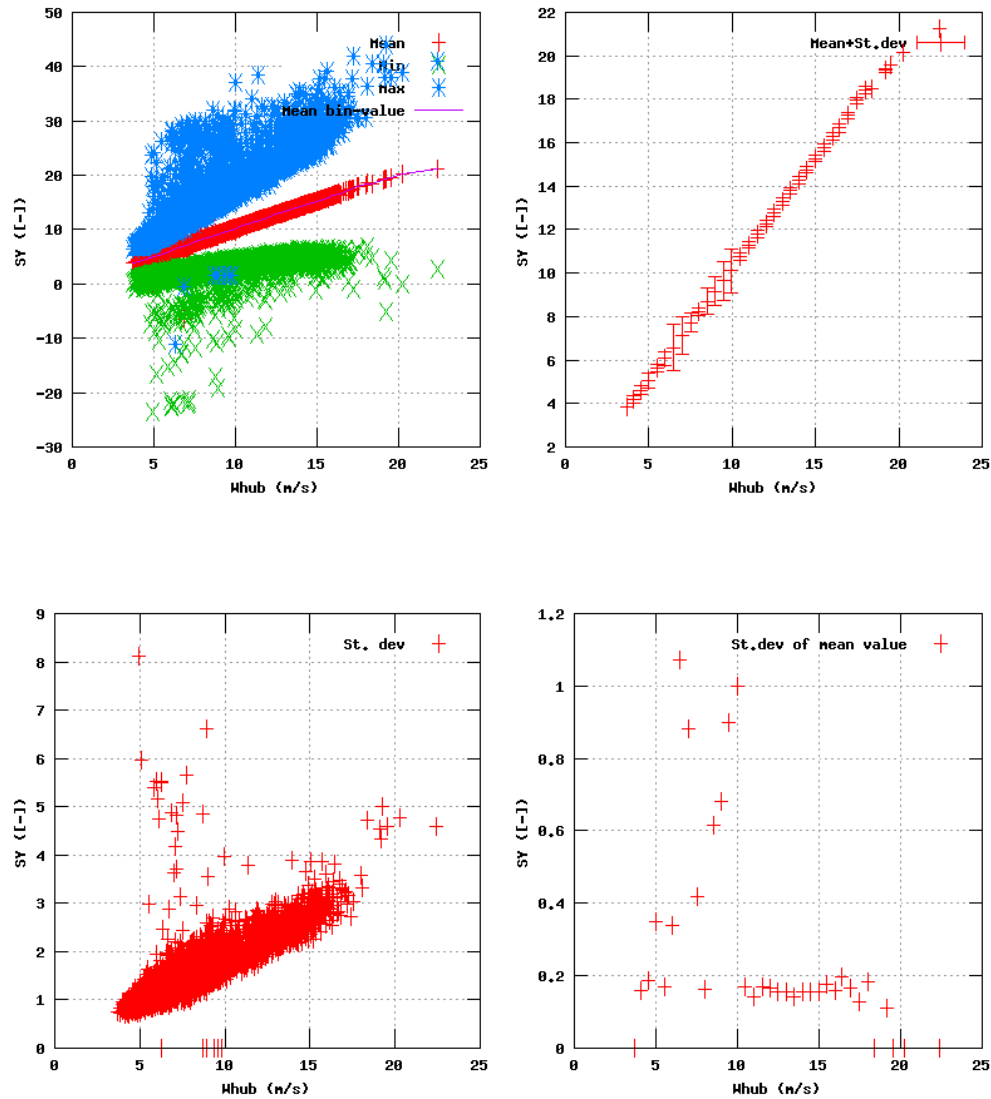 50
40
30
20
10
0
-10
-20
-30
SY ([-])
0 5 10 15 20 25
Whub (m/s)
Mean
Min
Max
Mean bin-value
22
20
18
16
14
12
10
8
6
4
2
SY ([-])
0 5 10 15 20 25
Whub (m/s)
Mean+St.dev
9
8
7
6
5
4
3
2
1
0
SY ([-])
0 5 10 15 20 25
Whub (m/s)
St. dev
1.2
1
0.8
0.6
0.4
0.2
0
SY ([-])
0 5 10 15 20 25
Whub (m/s)
St.dev of mean value